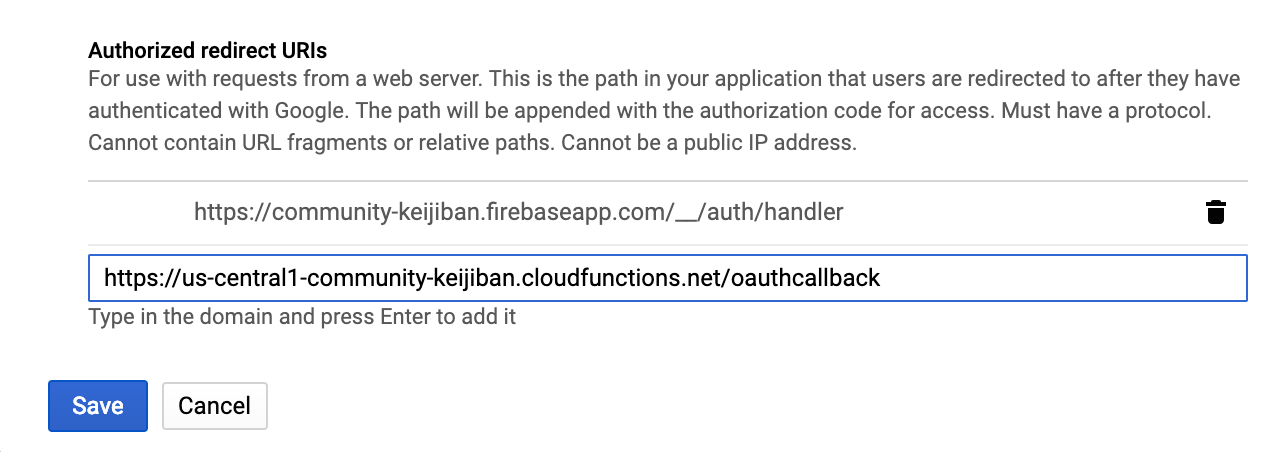 Authorized redirect URIs
For use with requests from a web server. This is the path in your application that users are redirected to after they have
authenticated with Google. The path will be appended with the authorization code for access. Must have a protocol.
Cannot contain URL fragments or relative paths. Cannot be a public IP address.
https://community-keijiban.firebaseapp.com/__/auth/handler
https://us-central1-community-keijiban.cloudfunctions.net/oauthcallback
Type in the domain and press Enter to add it
Save Cancel